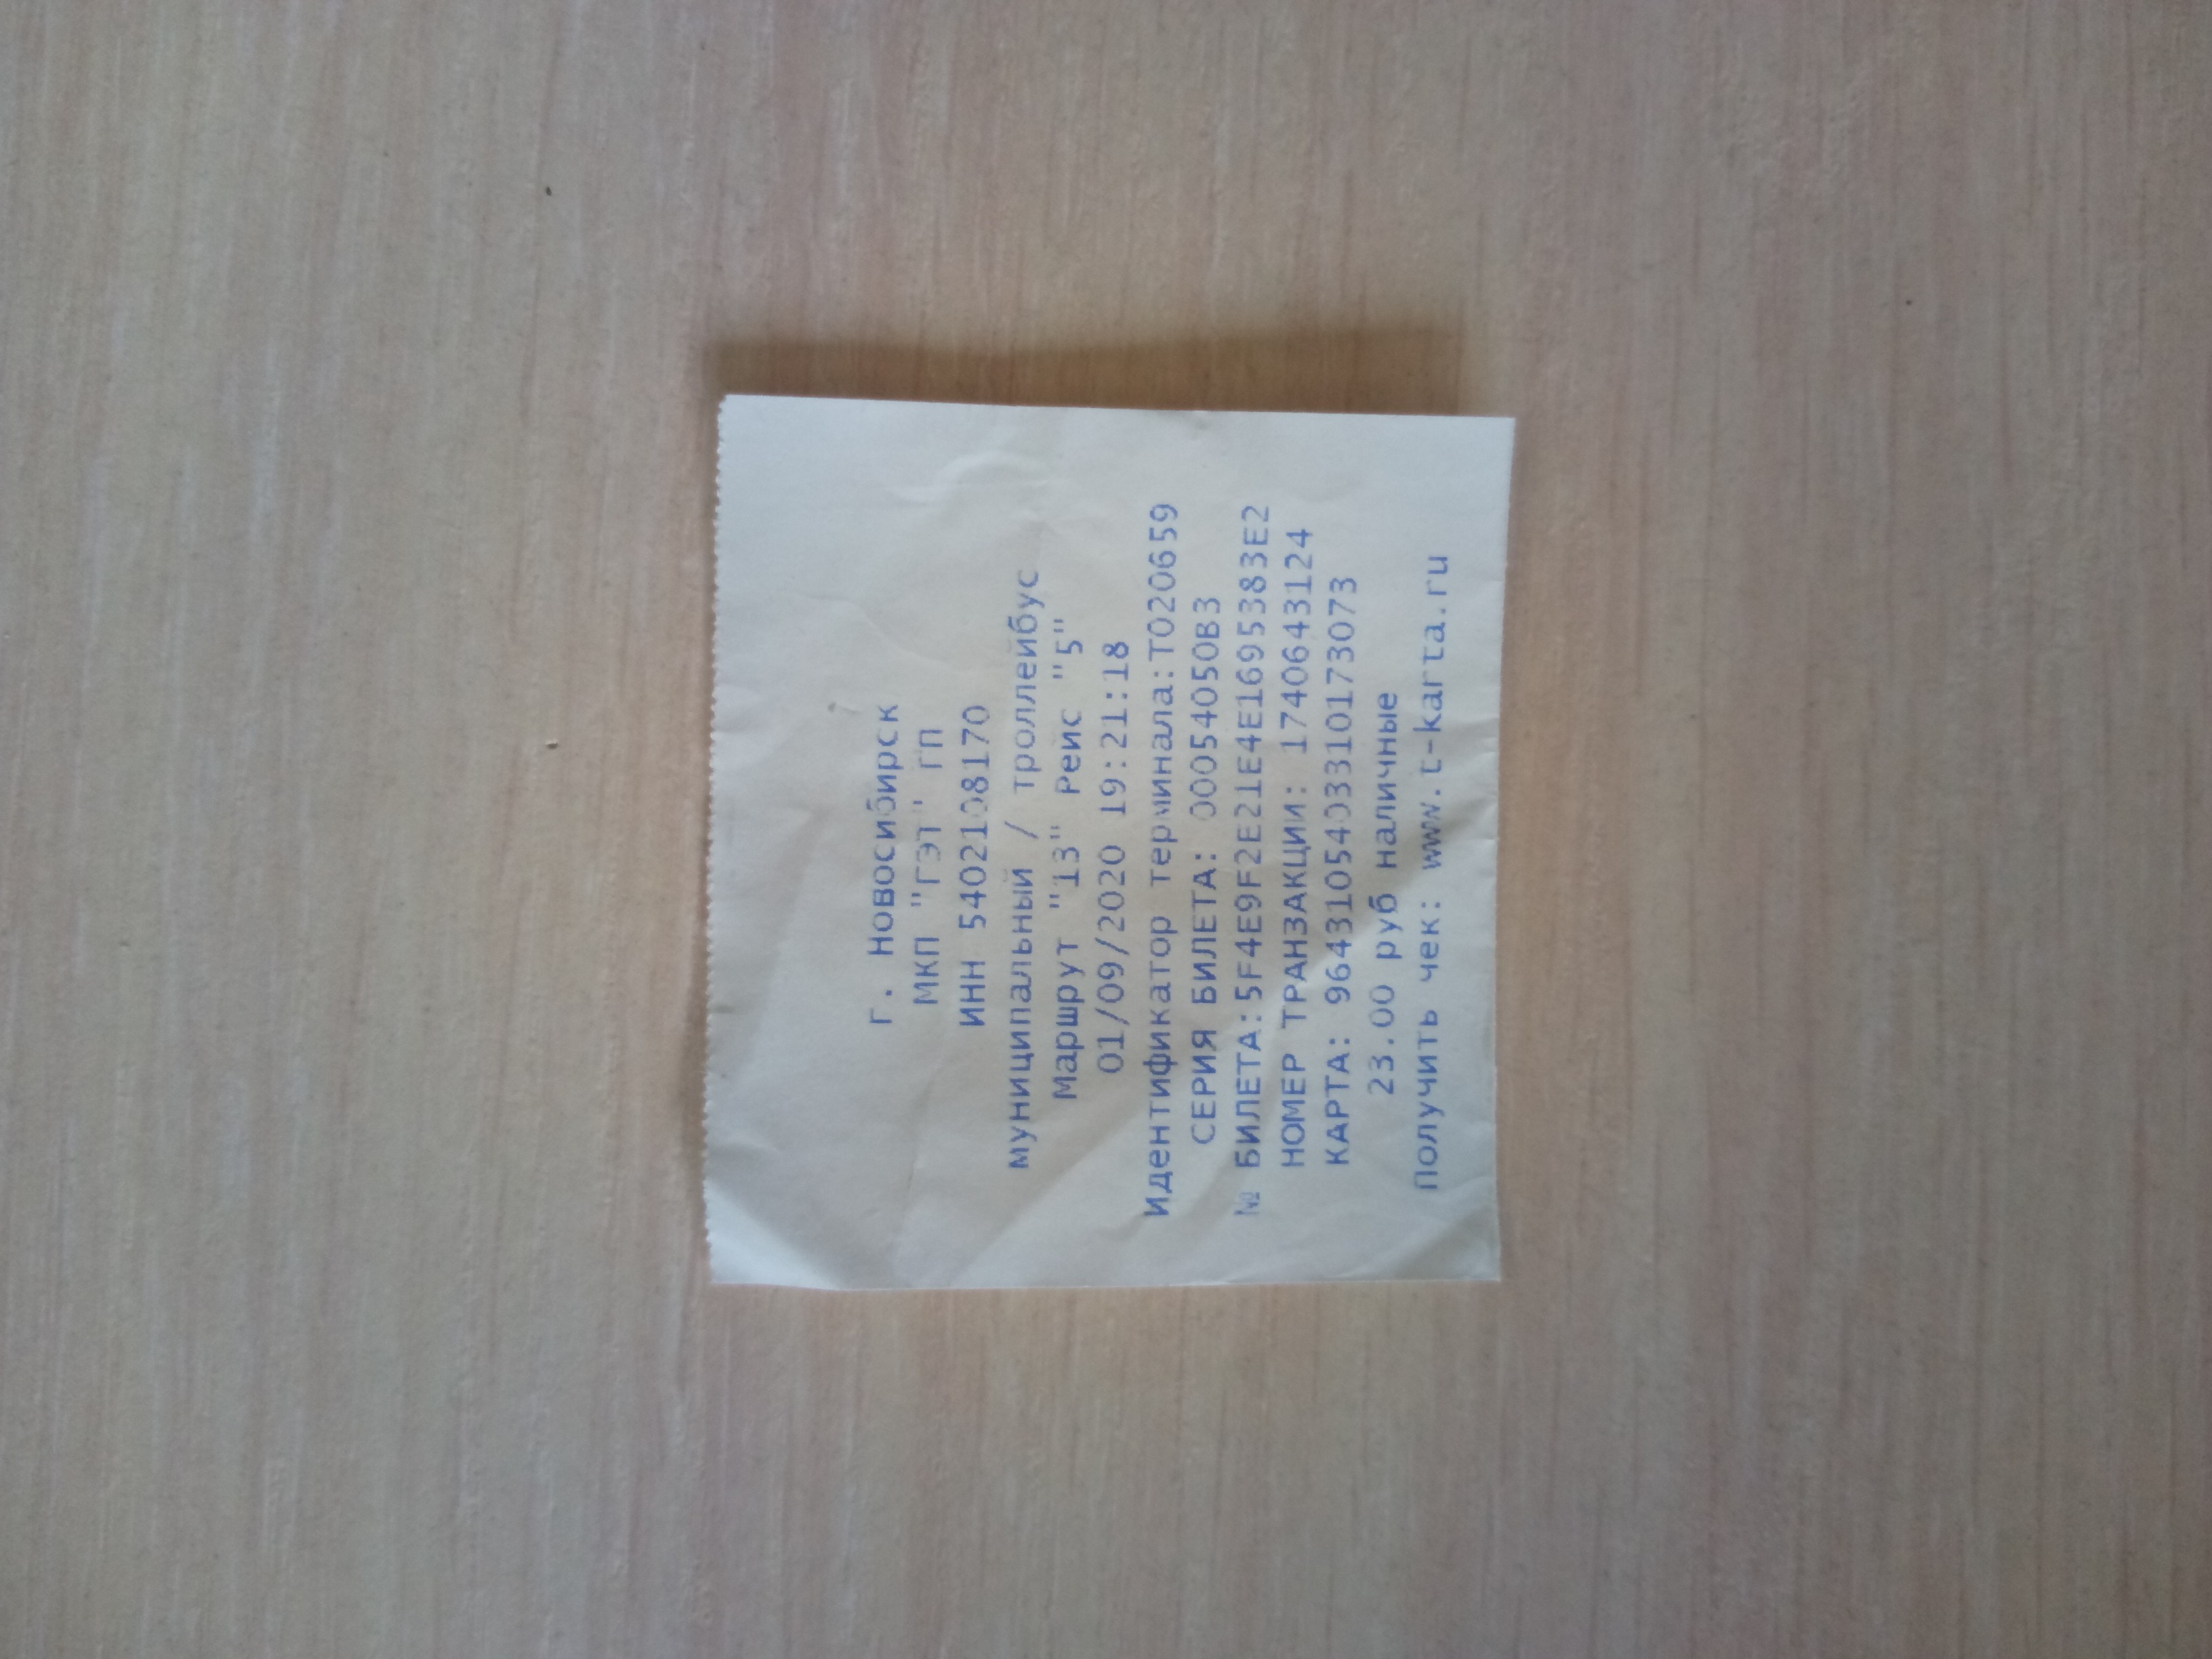 г. Новосибирск
МКП "ГЭТ" ГП
ИНН 5402108170
муниципальный / троллейбус
Маршрут "13" Рейс "5"
01/09/2020 19:21:18
Идентификатор терминала:T020659
СЕРИЯ БИЛЕТА: 00054050B3
№ БИЛЕТА:5F4E9F2E21E4E1695383E2
НОМЕР ТРАНЗАКЦИИ: 1740643124
КАРТА: 9643105403310173073
23.00 руб наличные
Получить чек: www.t-karta.ru